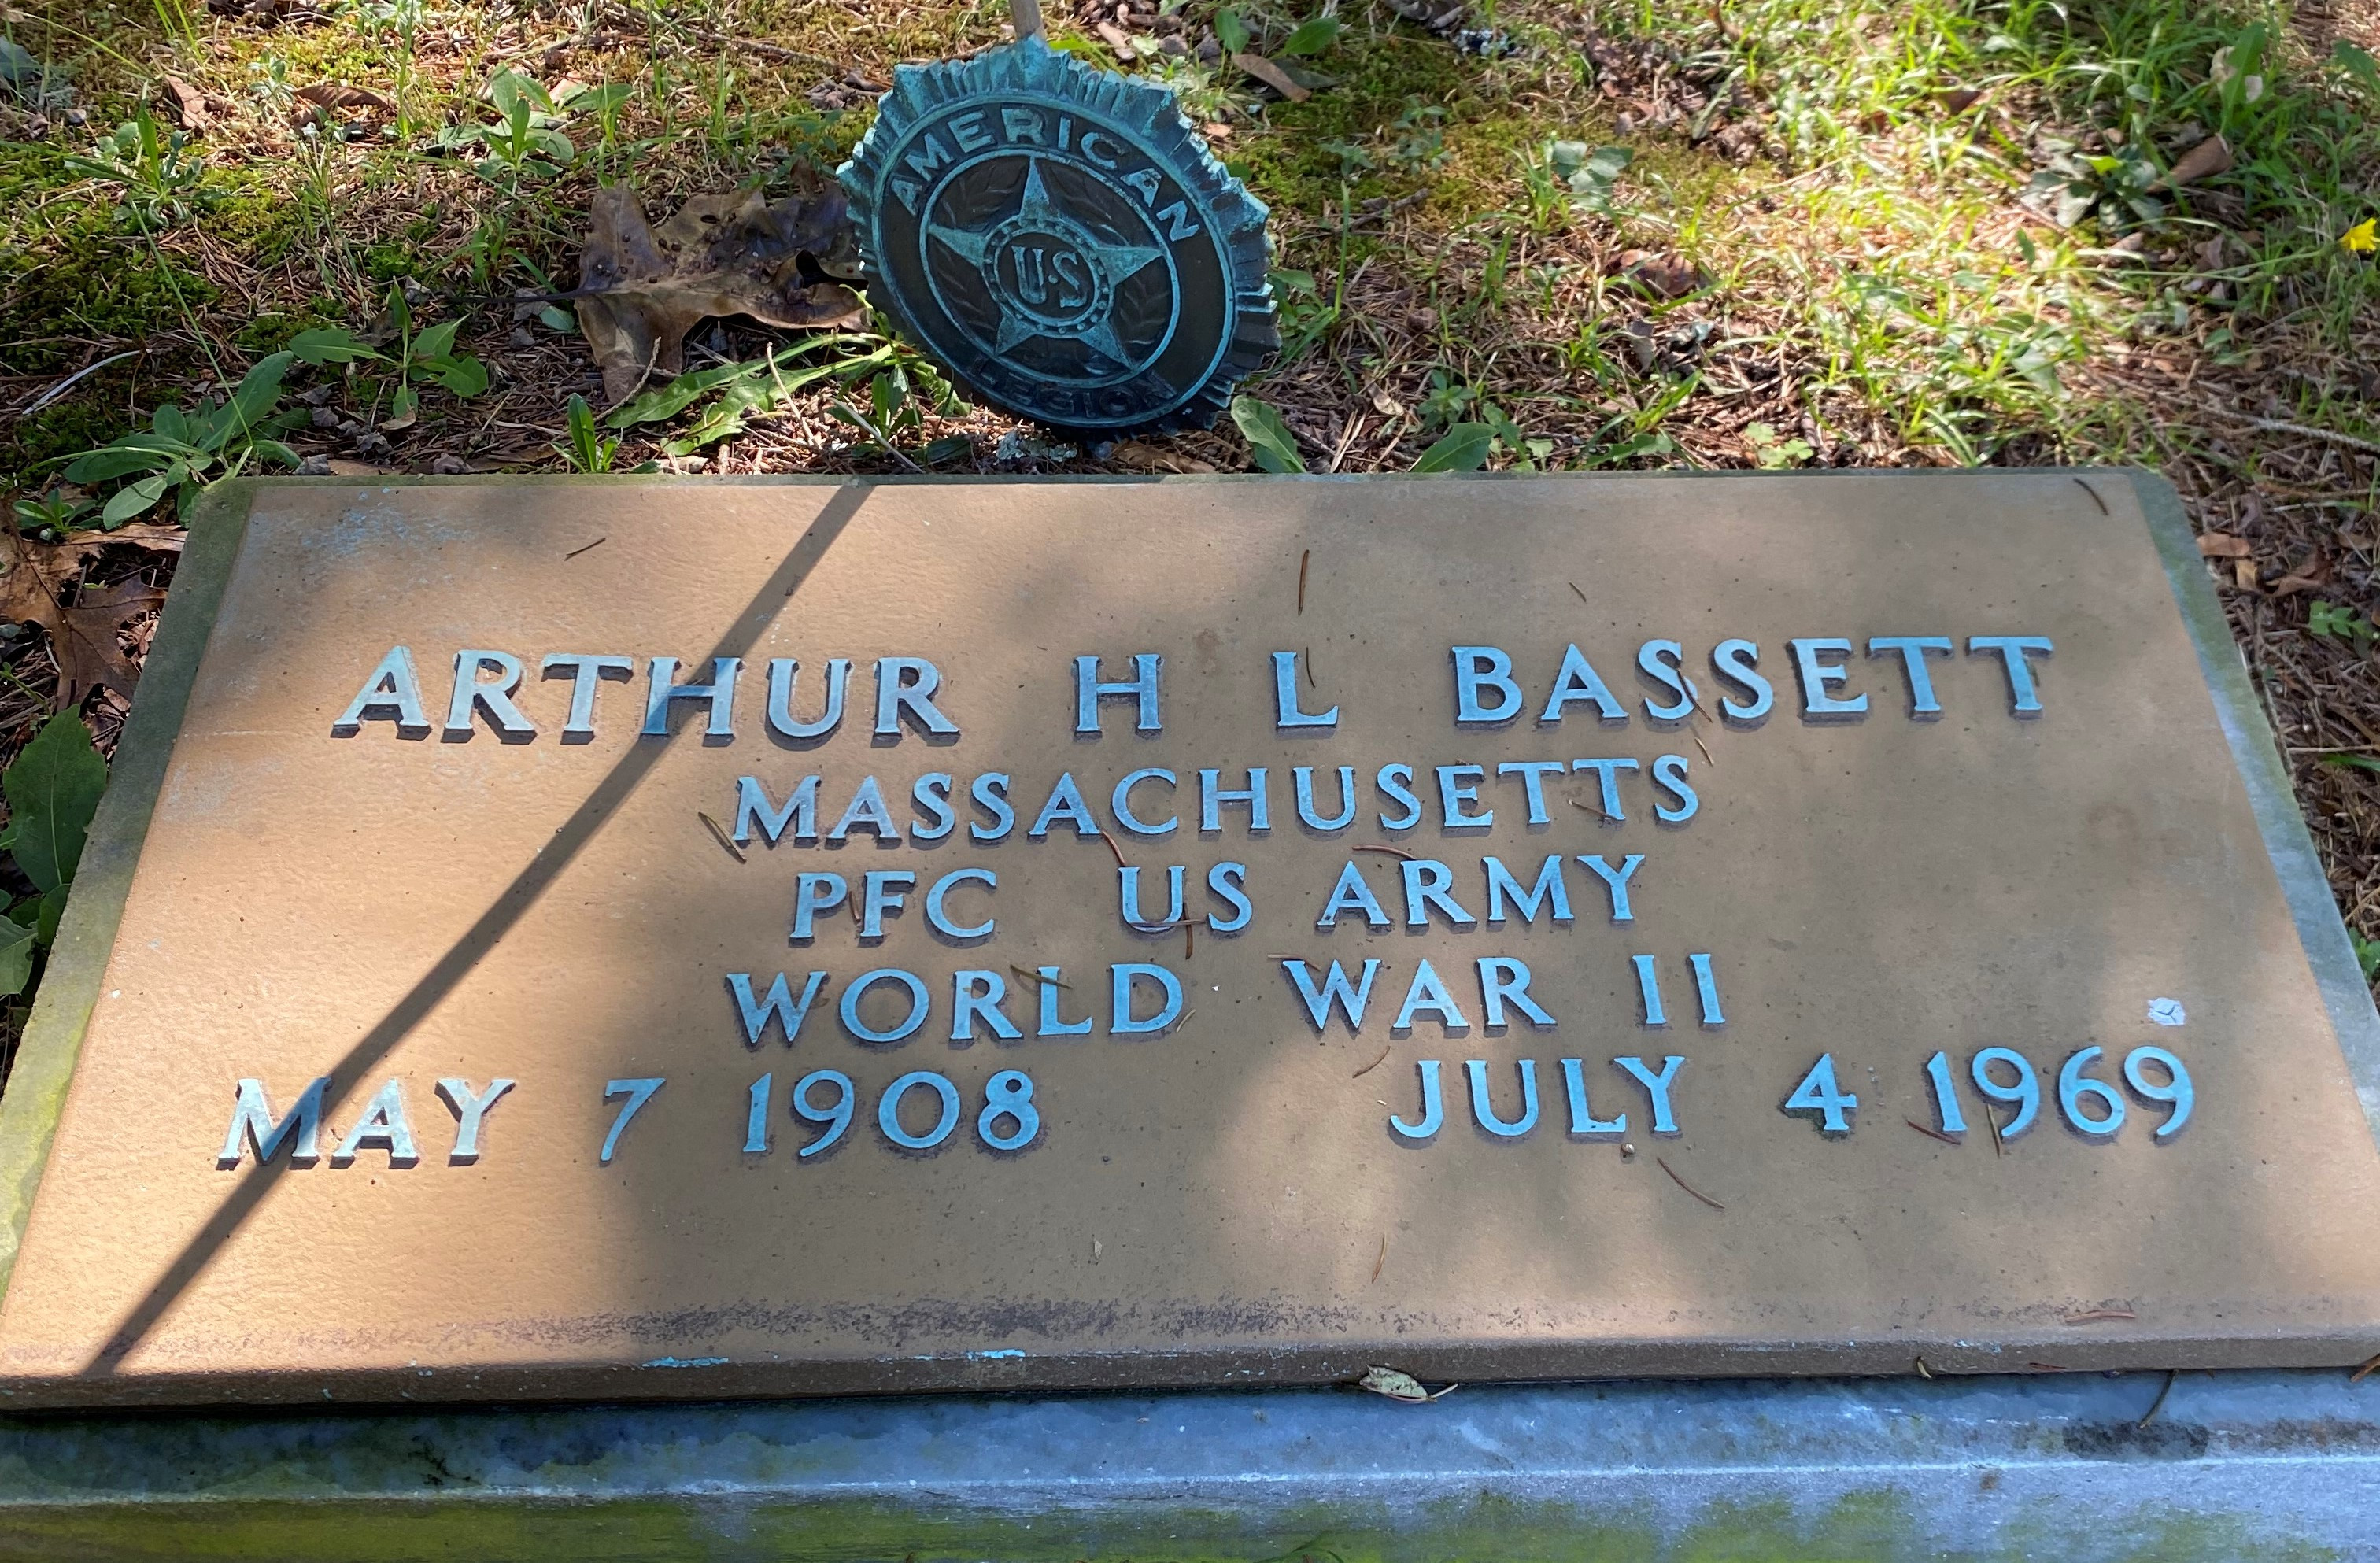 AMERICAN
U·S
LEGION
ARTHUR H L BASSETT
MASSACHUSETTS
PFC US ARMY
WORLD WAR II
MAY 7 1908 JULY 4 1969